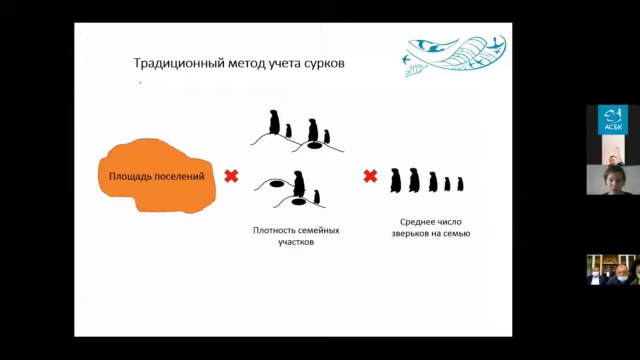 Традиционный метод учета сурков
АСБК
Площадь поселений
Плотность семейных
участков
Среднее число
зверьков на семью